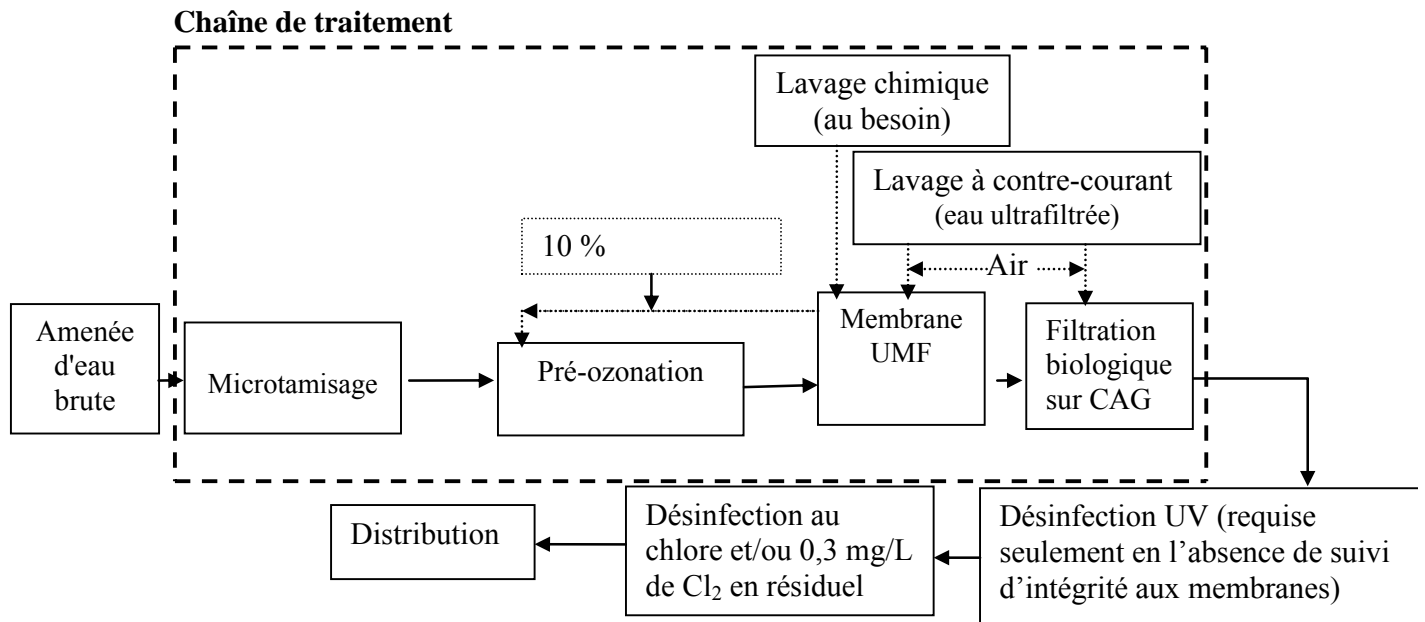 Chaîne de traitement
Lavage chimique
(au besoin)
Lavage à contre-courant
(eau ultrafiltrée)
10 %
Air
Amenée
d'eau
brute
Microtamisage
Pré-ozonation
Membrane
UMF
Filtration
biologique
sur CAG
Distribution
Désinfection au
chlore et/ou 0,3 mg/L
de Cl₂ en résiduel
Désinfection UV (requise
seulement en l’absence de suivi
d’intégrité aux membranes)